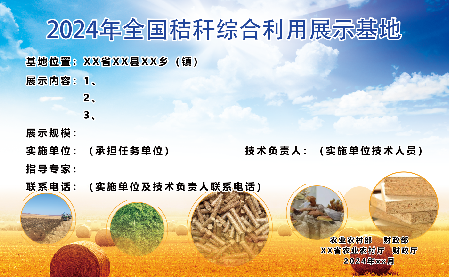 2024年全国秸秆综合利用展示基地
基地位置：XX省XX县XX乡（镇）
展示内容：1、
2、
3、
展示规模：
实施单位：（承担任务单位） 技术负责人：（实施单位技术人员）
指导专家：
联系电话：（实施单位及技术负责人联系电话）
农业农村部 财政部
XX省农业农村厅 财政厅
2024年xx月